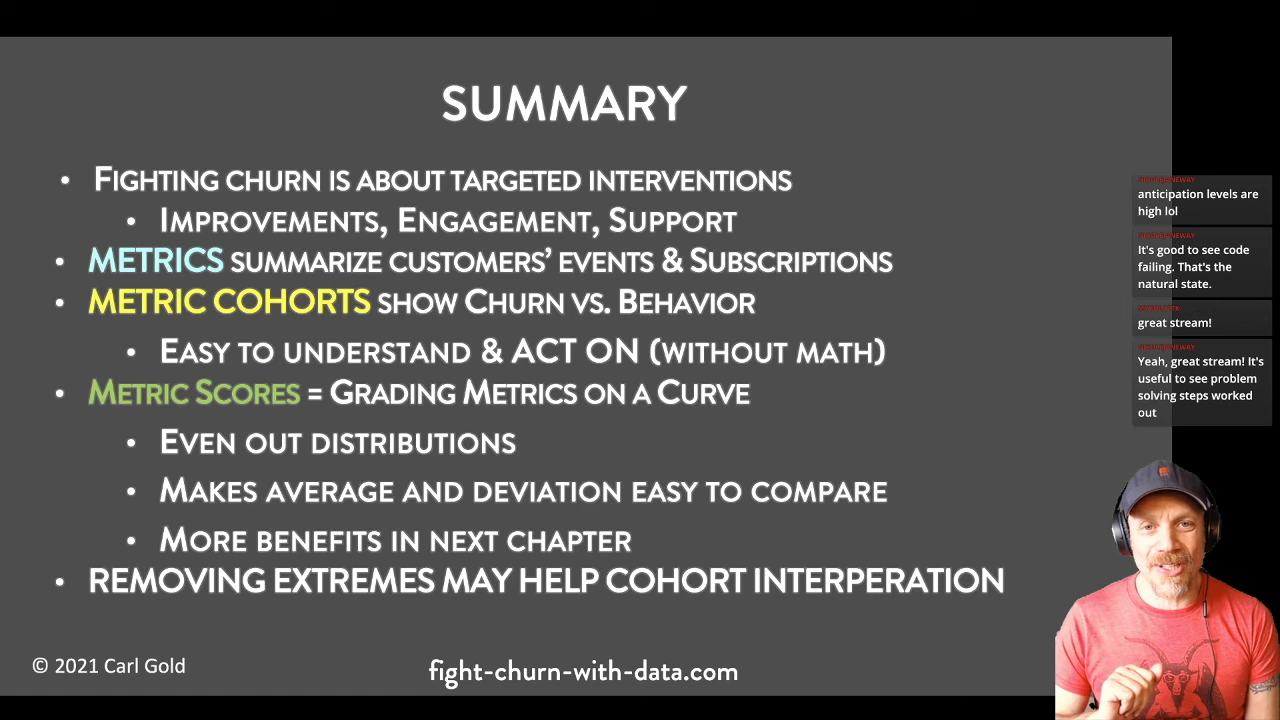 SUMMARY
• FIGHTING CHURN IS ABOUT TARGETED INTERVENTIONS
• IMPROVEMENTS, ENGAGEMENT, SUPPORT
• METRICS SUMMARIZE CUSTOMERS’ EVENTS & SUBSCRIPTIONS
• METRIC COHORTS SHOW CHURN VS. BEHAVIOR
• EASY TO UNDERSTAND & ACT ON (WITHOUT MATH)
• METRIC SCORES = GRADING METRICS ON A CURVE
• EVEN OUT DISTRIBUTIONS
• MAKES AVERAGE AND DEVIATION EASY TO COMPARE
• MORE BENEFITS IN NEXT CHAPTER
• REMOVING EXTREMES MAY HELP COHORT INTERPERATION
© 2021 Carl Gold
fight-churn-with-data.com
anticipation levels are
high lol
It's good to see code
failing. That's the
natural state.
great stream!
Yeah, great stream! It's
useful to see problem
solving steps worked
out